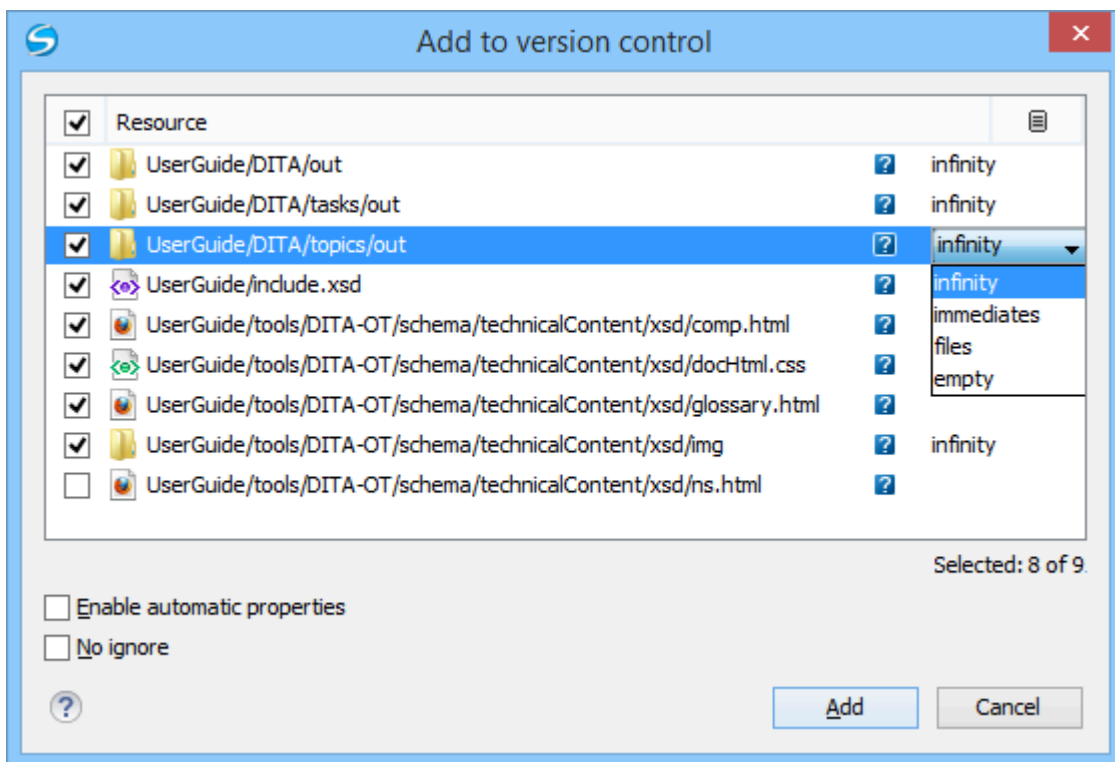 Add to version control
Resource
UserGuide/DITA/out infinity
UserGuide/DITA/tasks/out infinity
UserGuide/DITA/topics/out infinity
infinity
UserGuide/include.xsd
immediates
UserGuide/tools/DITA-OT/schema/technicalContent/xsd/comp.html
files
UserGuide/tools/DITA-OT/schema/technicalContent/xsd/docHtml.css
empty
UserGuide/tools/DITA-OT/schema/technicalContent/xsd/glossary.html
UserGuide/tools/DITA-OT/schema/technicalContent/xsd/img infinity
UserGuide/tools/DITA-OT/schema/technicalContent/xsd/ns.html
Selected: 8 of 9
Enable automatic properties
No ignore
? Add Cancel